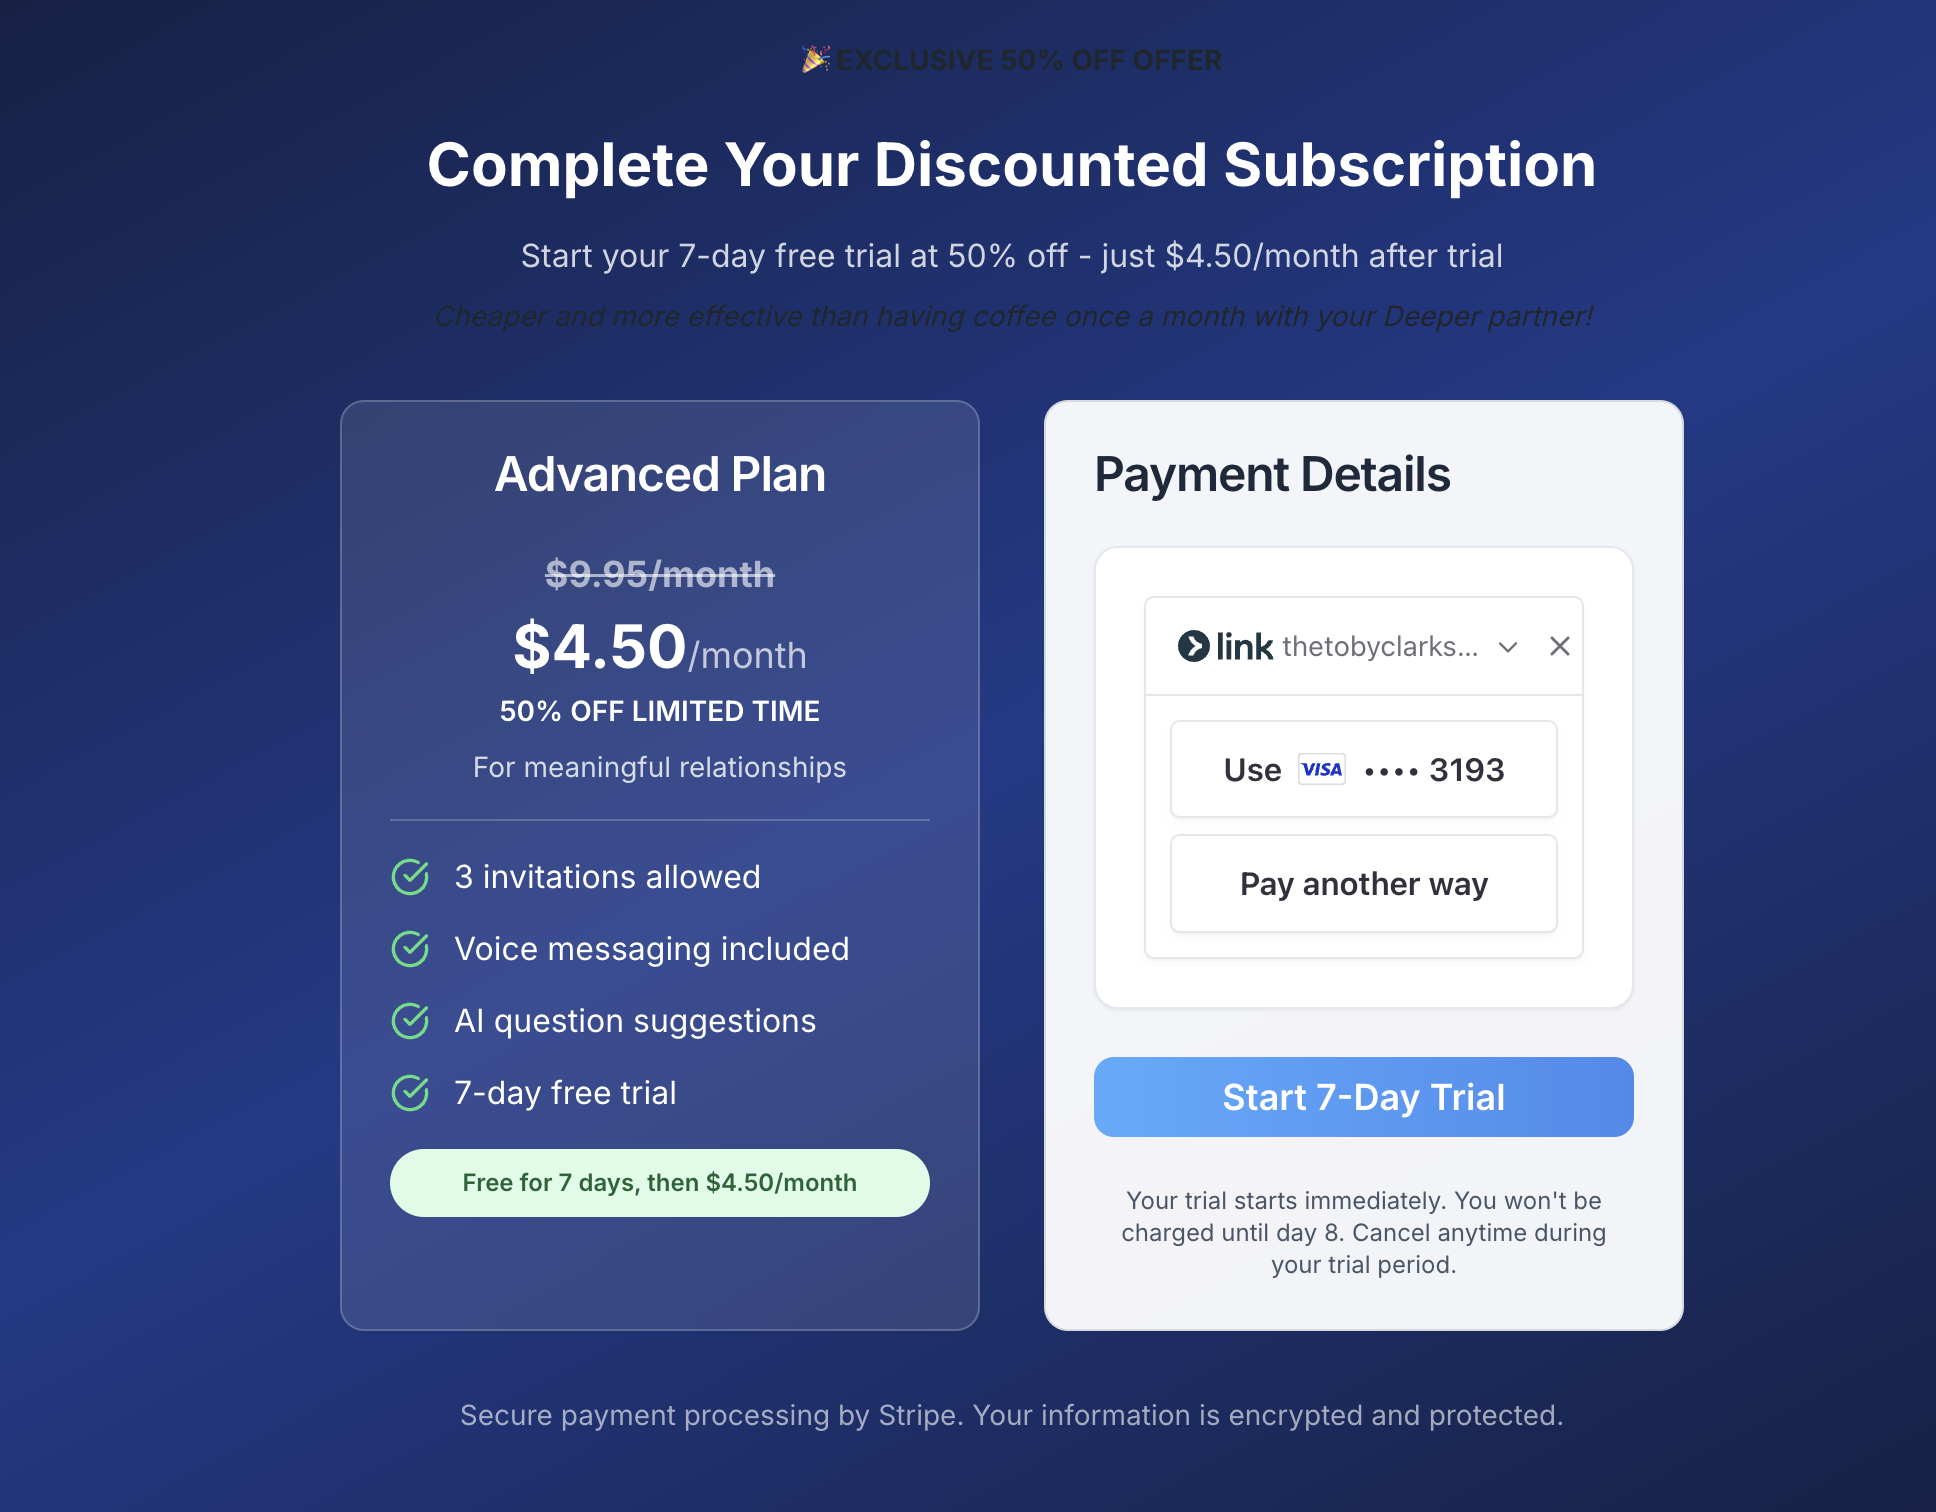 🎉 EXCLUSIVE 50% OFF OFFER
Complete Your Discounted Subscription
Start your 7-day free trial at 50% off - just $4.50/month after trial
Cheaper and more effective than having coffee once a month with your Deeper partner!
Advanced Plan
$9.95/month
$4.50/month
50% OFF LIMITED TIME
For meaningful relationships
3 invitations allowed
Voice messaging included
AI question suggestions
7-day free trial
Free for 7 days, then $4.50/month
Payment Details
link thetobyclarks...
Use VISA •••• 3193
Pay another way
Start 7-Day Trial
Your trial starts immediately. You won't be
charged until day 8. Cancel anytime during
your trial period.
Secure payment processing by Stripe. Your information is encrypted and protected.